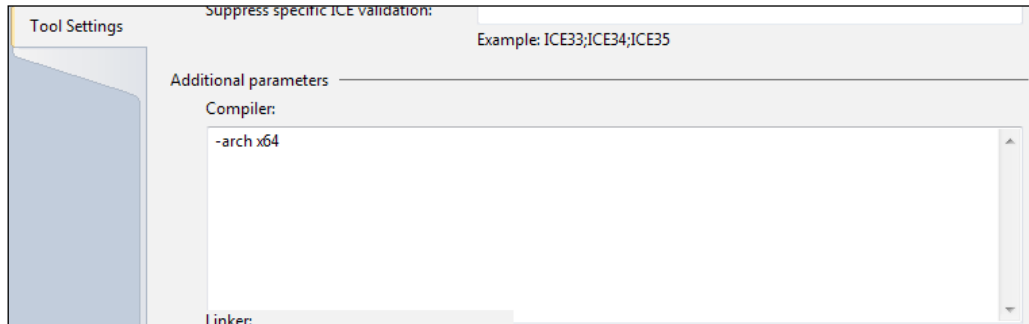 Suppress specific ICE validation:
Tool Settings
Example: ICE33;ICE34;ICE35
Additional parameters
Compiler:
-arch x64
Linker: